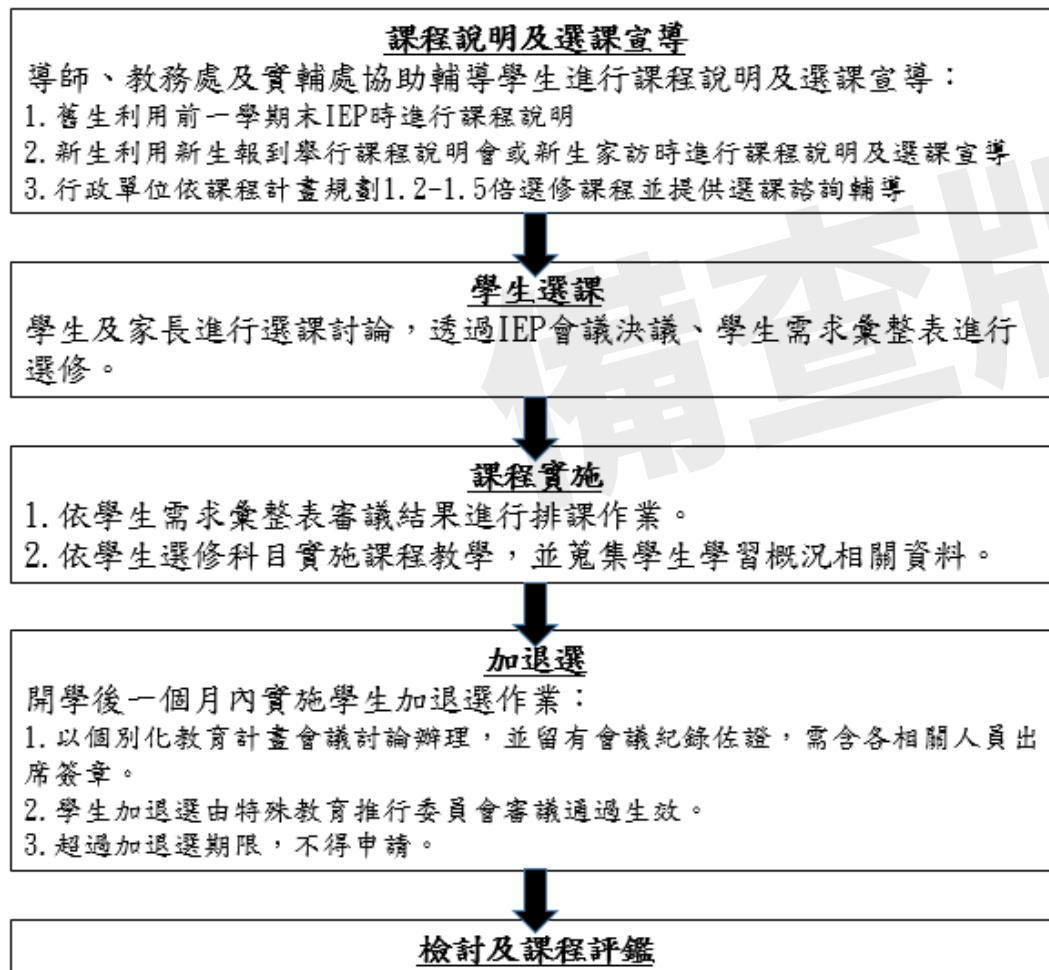 課程說明及選課宣導
導師、教務處及實輔處協助輔導學生進行課程說明及選課宣導：
1.舊生利用前一學期末IEP時進行課程說明
2.新生利用新生報到舉行課程說明會或新生家訪時進行課程說明及選課宣導
3.行政單位依課程計畫規劃1.2-1.5倍選修課程並提供選課諮詢輔導
學生選課
學生及家長進行選課討論，透過IEP會議決議、學生需求彙整表進行
選修。
課程實施
1.依學生需求彙整表審議結果進行排課作業。
2.依學生選修科目實施課程教學，並蒐集學生學習概況相關資料。
加退選
開學後一個月內實施學生加退選作業：
1.以個別化教育計畫會議討論辦理，並留有會議紀錄佐證，需含各相關人員出
席簽章。
2.學生加退選由特殊教育推行委員會審議通過生效。
3.超過加退選期限，不得申請。
檢討及課程評鑑
備查版